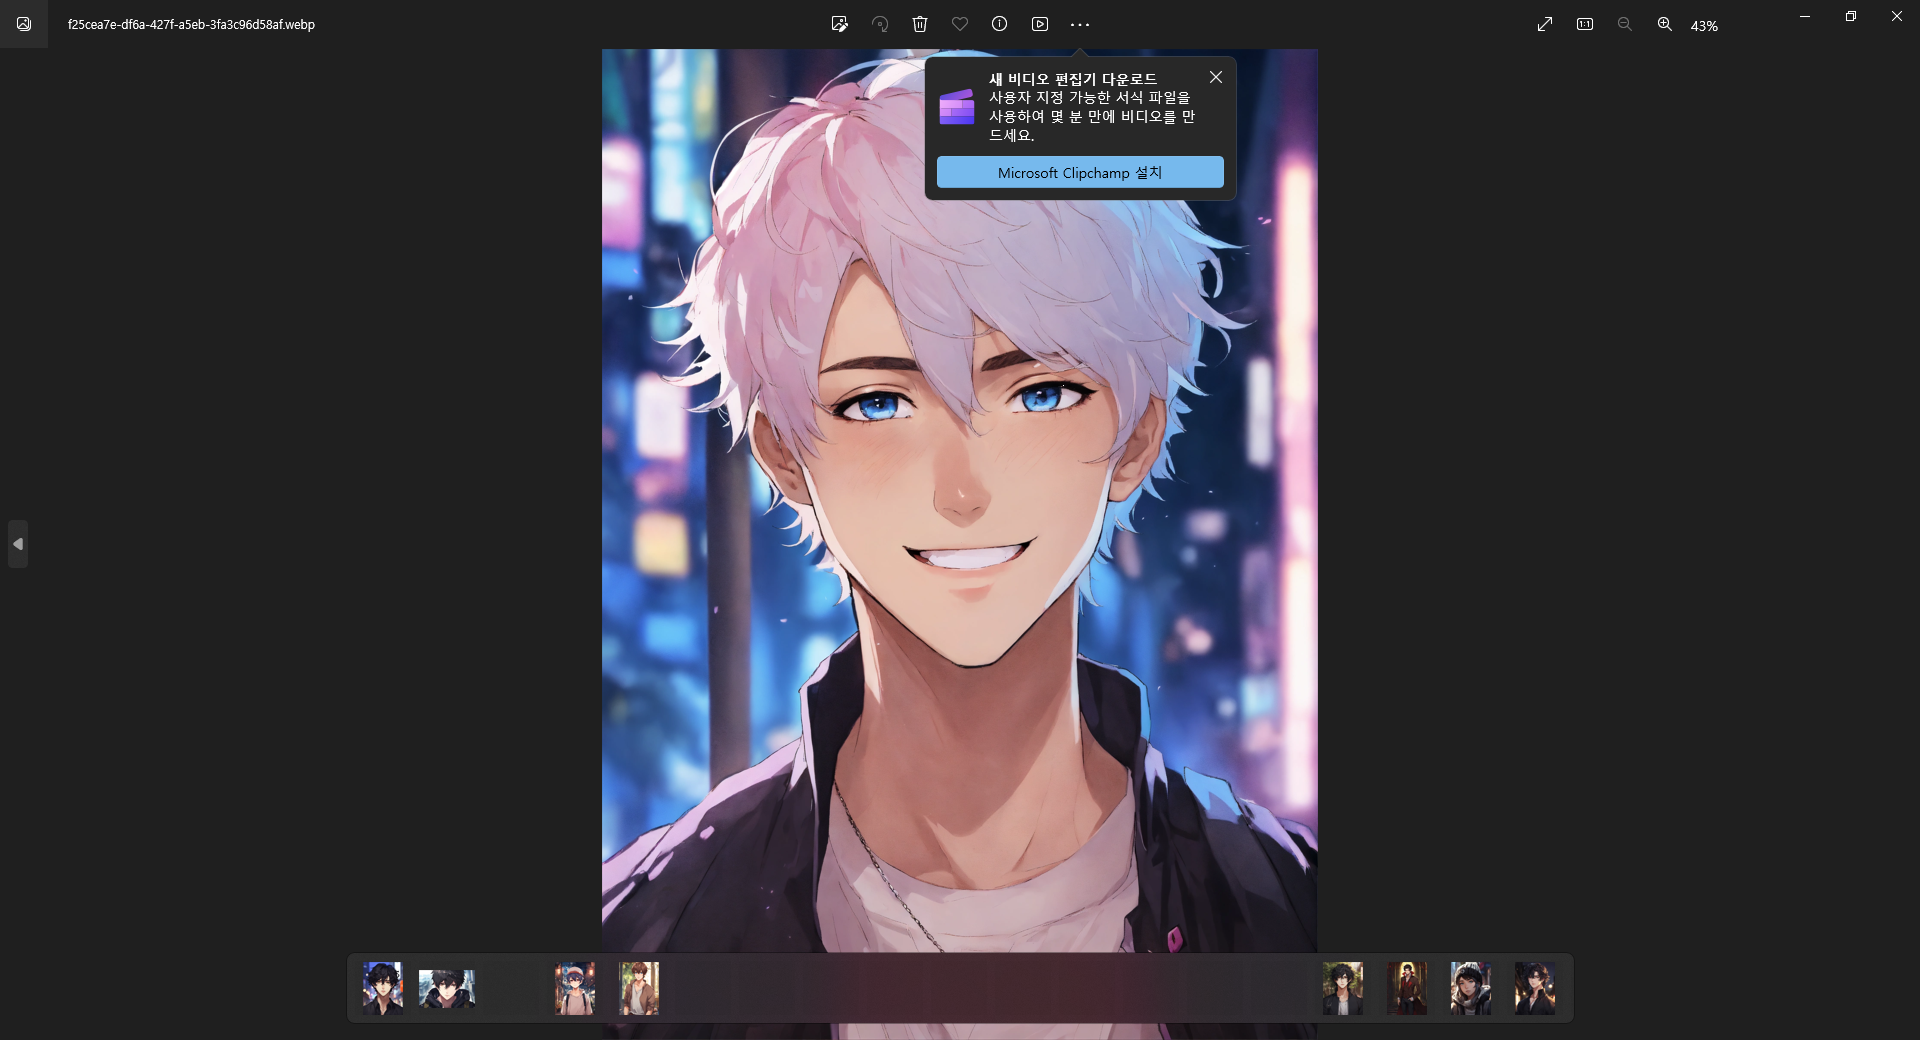 f25cea7e-df6a-427f-a5eb-3fa3c96d58af.webp
43%
새 비디오 편집기 다운로드
사용자 지정 가능한 서식 파일을
사용하여 몇 분 만에 비디오를 만
드세요.
Microsoft Clipchamp 설치